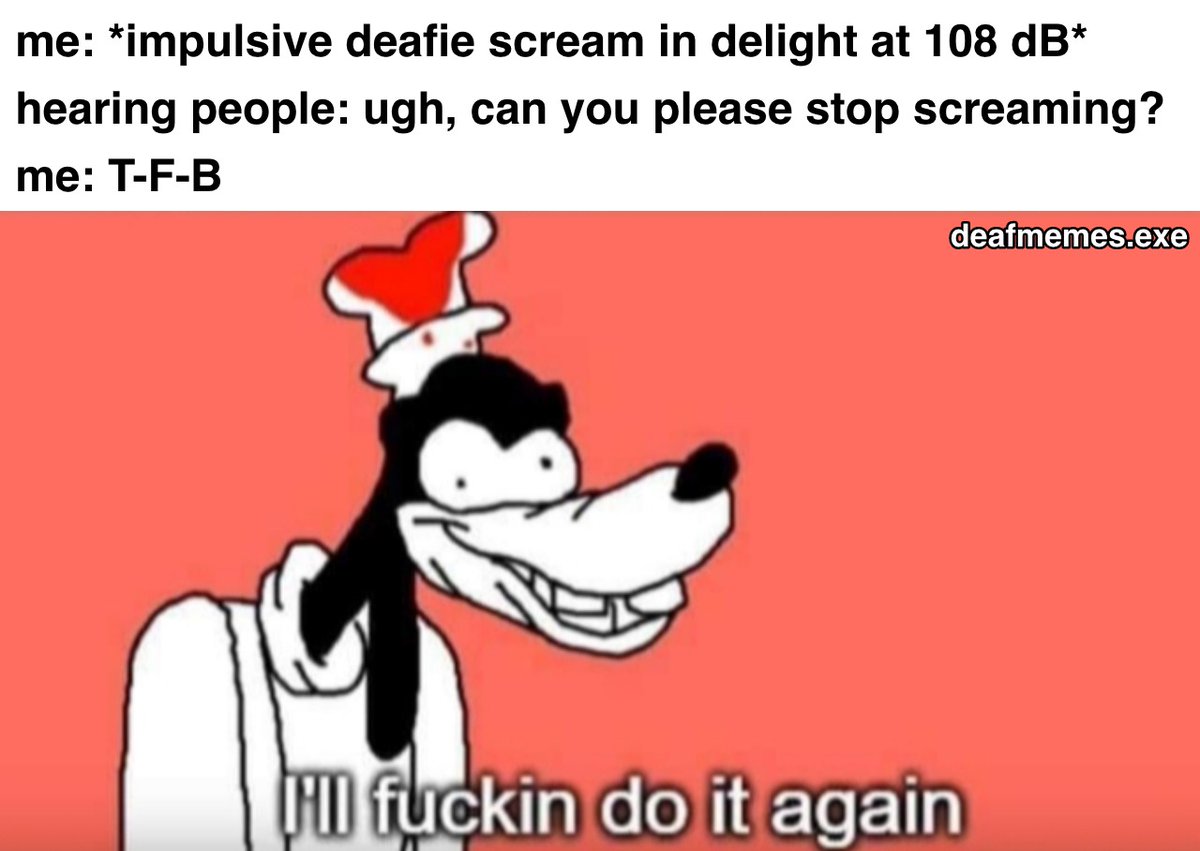 me: *impulsive deafie scream in delight at 108 dB*
hearing people: ugh, can you please stop screaming?
me: T-F-B
deafmemes.exe
I'll fuckin do it again